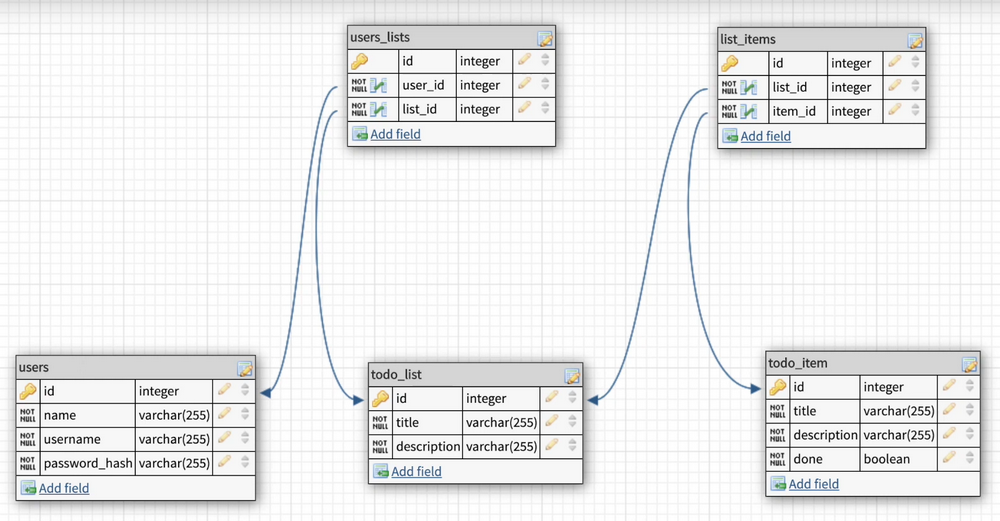 users_lists
id integer
NOT NULL user_id integer
NOT NULL list_id integer
Add field
list_items
id integer
NOT NULL list_id integer
NOT NULL item_id integer
Add field
users
id integer
NOT NULL name varchar(255)
NOT NULL username varchar(255)
NOT NULL password_hash varchar(255)
Add field
todo_list
id integer
NOT NULL title varchar(255)
NOT NULL description varchar(255)
Add field
todo_item
id integer
NOT NULL title varchar(255)
NOT NULL description varchar(255)
NOT NULL done boolean
Add field